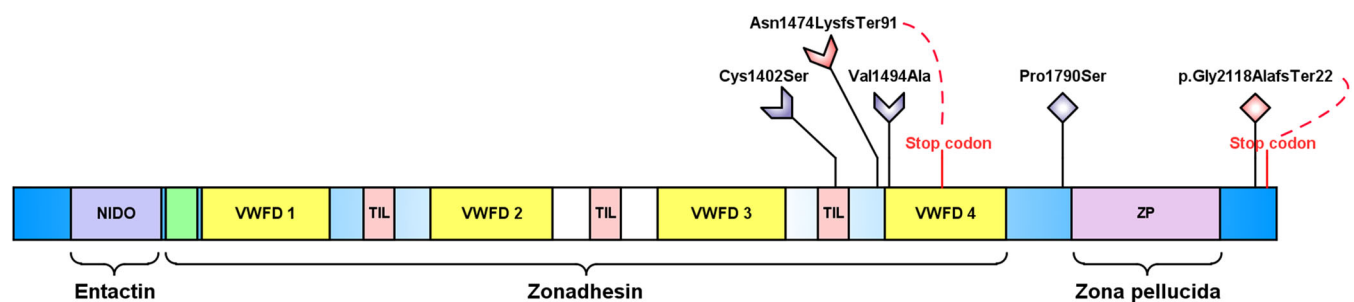 Asn1474LysfsTer91
Cys1402Ser
Val1494Ala
Pro1790Ser
p.Gly2118AlafsTer22
Stop codon
Stop codon
NIDO
VWFD 1
TIL
VWFD 2
TIL
VWFD 3
TIL
VWFD 4
ZP
Entactin
Zonadhesin
Zona pellucida